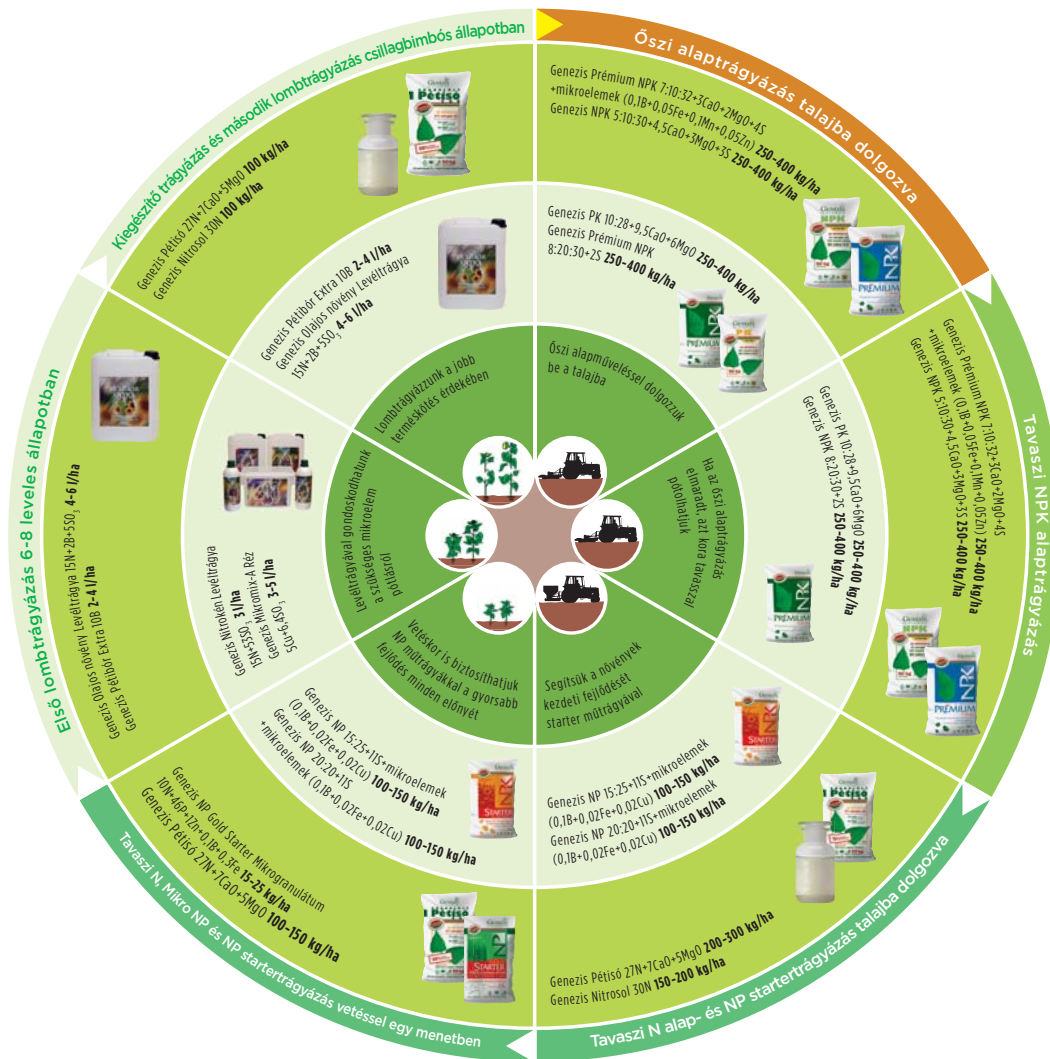 Őszi alaptrágyázás talajba dolgozva
Genezis Prémium NPK 7:10:32+3CaO+2MgO+4S
+mikroelemek (0,1B+0,05Fe+0,1Mn+0,05Zn) 250-400 kg/ha
Genezis NPK 5:10:30+4,5CaO+3MgO+3S 250-400 kg/ha
Genezis PK 10:28+9,5CaO+6MgO 250-400 kg/ha
Genezis Prémium NPK
8:20:30+2S 250-400 kg/ha
Őszi alapműveléssel dolgozzuk
be a talajba
Tavaszi NPK alaptrágyázás
Genezis Prémium NPK 7:10:32+3CaO+2MgO+4S
+mikroelemek (0,1B+0,05Fe+0,1Mn+0,05Zn) 250-400 kg/ha
Genezis NPK 5:10:30+4,5CaO+3MgO+3S 250-400 kg/ha
Genezis PK 10:28+9,5CaO+6MgO 250-400 kg/ha
Genezis NPK 8:20:30+2S 250-400 kg/ha
Ha az őszi alaptrágyázás
elmaradt, azt kora tavasszal
pótolhatjuk
Tavaszi N alap- és NP startertrágyázás talajba dolgozva
Genezis Pétisó 27N+7CaO+5MgO 200-300 kg/ha
Genezis Nitrosol 30N 150-200 kg/ha
Genezis NP 15:25+11S+mikroelemek
(0,1B+0,02Fe+0,02Cu) 100-150 kg/ha
Genezis NP 20:20+11S+mikroelemek
(0,1B+0,02Fe+0,02Cu) 100-150 kg/ha
Segítsük a növények
kezdeti fejlődését
starter műtrágyával
Tavaszi N, Mikro NP és NP startertrágyázás vetéssel egy menetben
Genezis NP Gold Starter Mikrogranulátum
10N+46P+1Zn+0,1B+0,3Fe 15-25 kg/ha
Genezis Pétisó 27N+7CaO+5MgO 100-150 kg/ha
Genezis NP 15:25+11S+mikroelemek
(0,1B+0,02Fe+0,02Cu) 100-150 kg/ha
Genezis NP 20:20+11S
+mikroelemek (0,1B+0,02Fe+0,02Cu) 100-150 kg/ha
Vetéskor is biztosíthatjuk
NP műtrágyákkal a gyorsabb
fejlődés minden előnyét
Első lombtrágyázás 6-8 leveles állapotban
Genezis Olajos növény Levéltrágya 15N+2B+5SO3 4-6 l/ha
Genezis Pétibór Extra 10B 2-4 l/ha
Genezis Nitrokén Levéltrágya
15N+53SO3 3 l/ha
Genezis Mikromix-A Réz
5Cu+6,4SO3 3-5 l/ha
Levéltrágyával gondoskodhatunk
a szükséges mikroelem
pótlásról
Kiegészítő trágyázás és második lombtrágyázás csillagbimbós állapotban
Genezis Pétisó 27N+7CaO+5MgO 100 kg/ha
Genezis Nitrosol 30N 100 kg/ha
Genezis Pétibór Extra 10B 2-4 l/ha
Genezis Olajos növény Levéltrágya
15N+2B+5SO3 4-6 l/ha
Lombtrágyázzunk a jobb
terméskötés érdekében